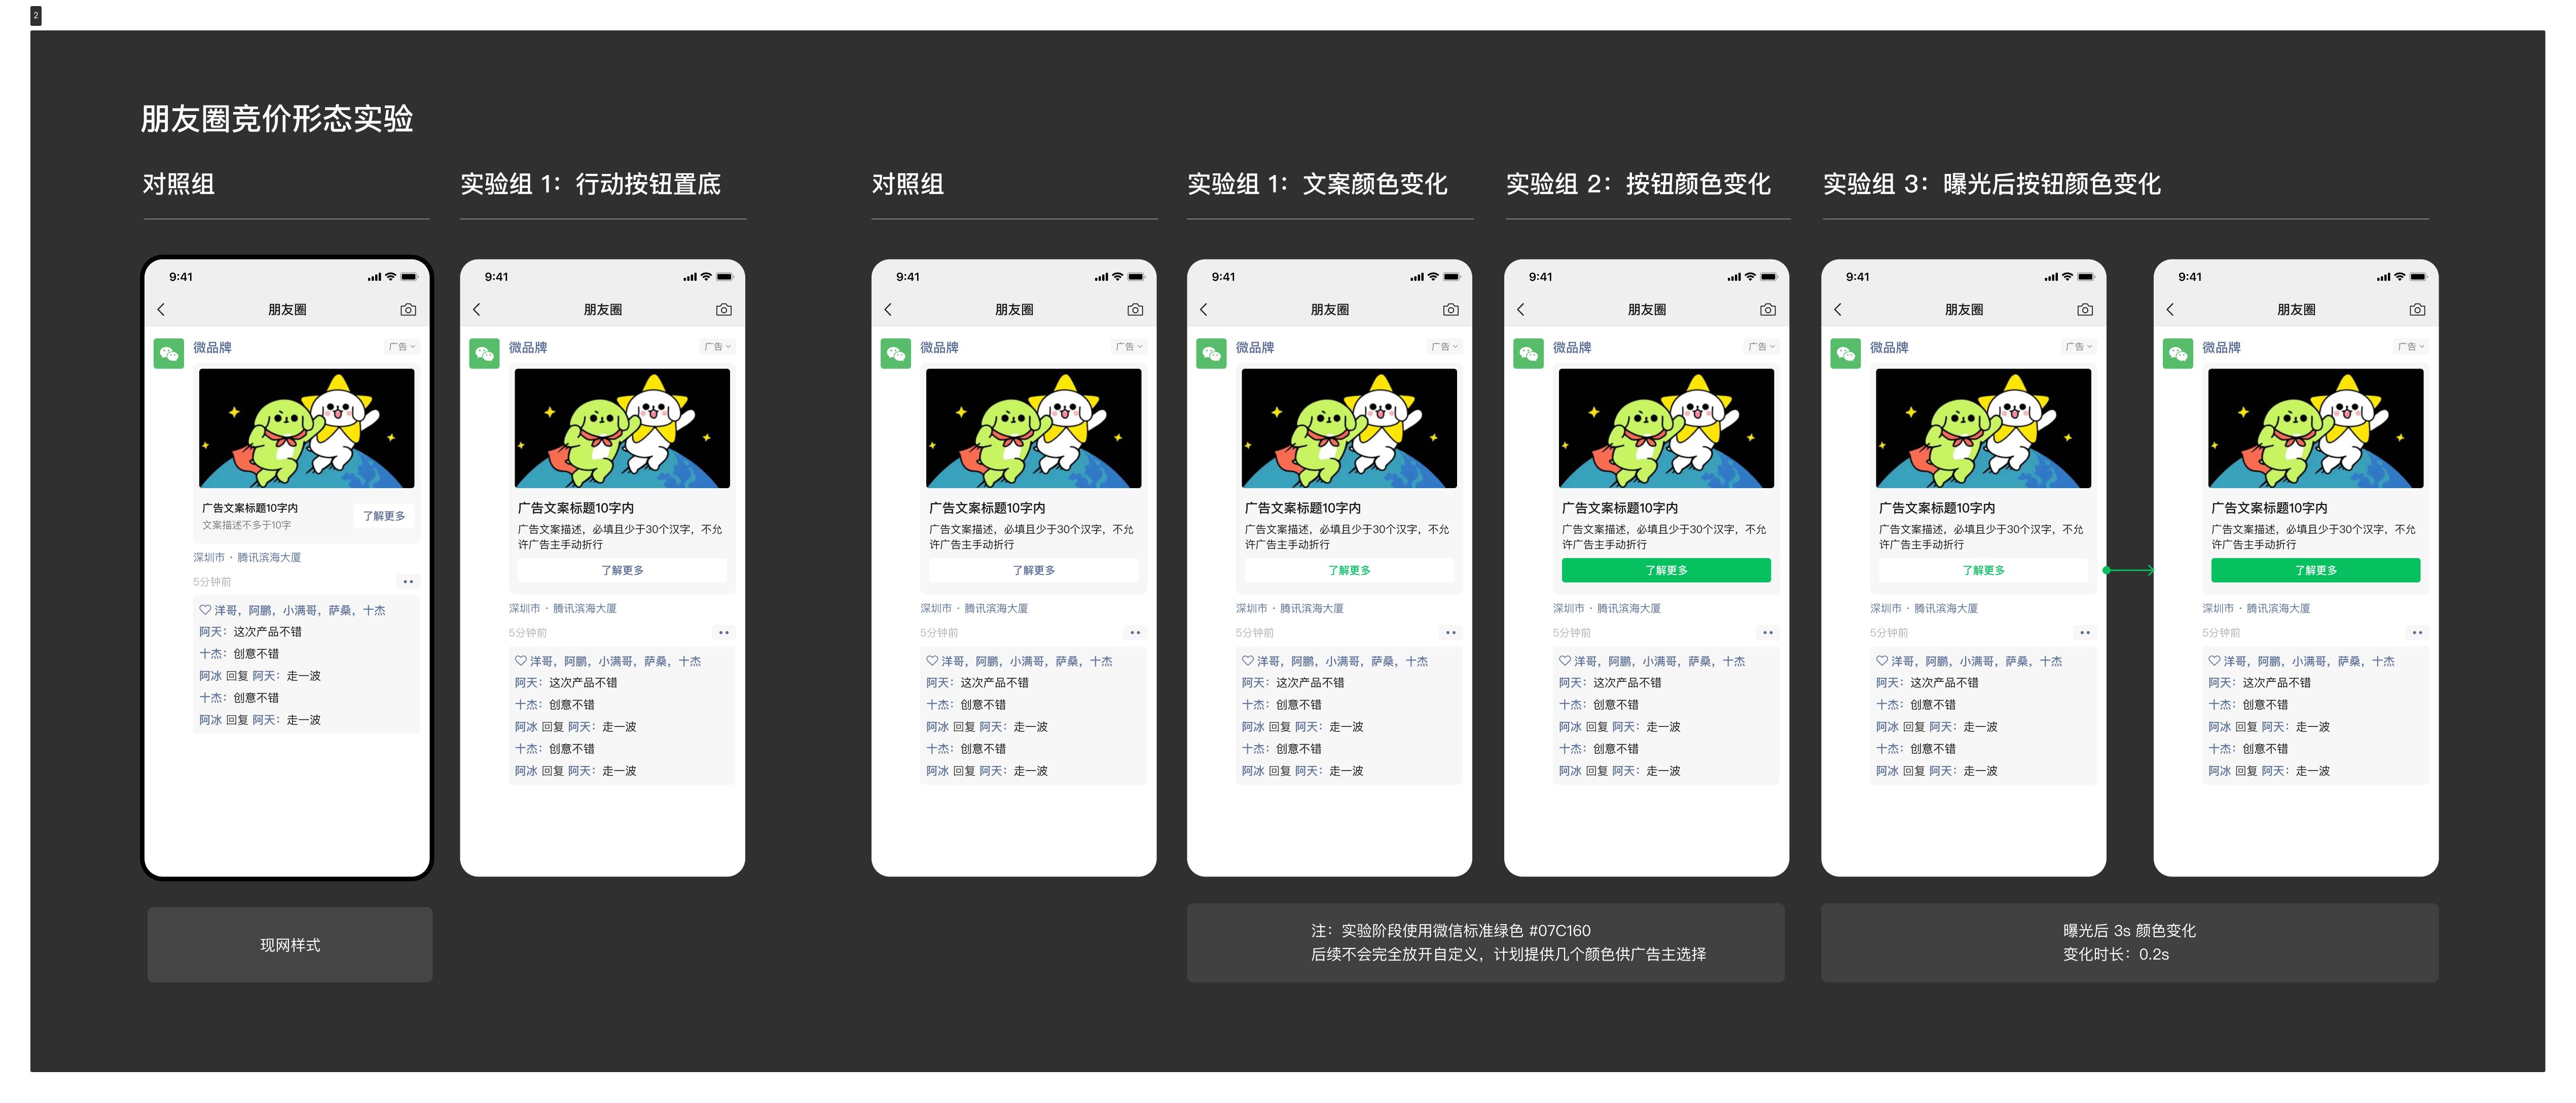 2
朋友圈竞价形态实验
对照组
实验组 1：行动按钮置底
对照组
实验组 1：文案颜色变化
实验组 2：按钮颜色变化
实验组 3：曝光后按钮颜色变化
9:41
朋友圈
微品牌
广告
广告文案标题10字内
文案描述不多于10字
了解更多
深圳市 · 腾讯滨海大厦
5分钟前
洋哥，阿鹏，小满哥，萨桑，十杰
阿天：这次产品不错
十杰：创意不错
阿冰 回复 阿天：走一波
十杰：创意不错
阿冰 回复 阿天：走一波
现网样式
9:41
朋友圈
微品牌
广告
广告文案标题10字内
广告文案描述，必填且少于30个汉字，不允
许广告主手动折行
了解更多
深圳市 · 腾讯滨海大厦
5分钟前
洋哥，阿鹏，小满哥，萨桑，十杰
阿天：这次产品不错
十杰：创意不错
阿冰 回复 阿天：走一波
十杰：创意不错
阿冰 回复 阿天：走一波
9:41
朋友圈
微品牌
广告
广告文案标题10字内
广告文案描述，必填且少于30个汉字，不允
许广告主手动折行
了解更多
深圳市 · 腾讯滨海大厦
5分钟前
洋哥，阿鹏，小满哥，萨桑，十杰
阿天：这次产品不错
十杰：创意不错
阿冰 回复 阿天：走一波
十杰：创意不错
阿冰 回复 阿天：走一波
9:41
朋友圈
微品牌
广告
广告文案标题10字内
广告文案描述，必填且少于30个汉字，不允
许广告主手动折行
了解更多
深圳市 · 腾讯滨海大厦
5分钟前
洋哥，阿鹏，小满哥，萨桑，十杰
阿天：这次产品不错
十杰：创意不错
阿冰 回复 阿天：走一波
十杰：创意不错
阿冰 回复 阿天：走一波
9:41
朋友圈
微品牌
广告
广告文案标题10字内
广告文案描述，必填且少于30个汉字，不允
许广告主手动折行
了解更多
深圳市 · 腾讯滨海大厦
5分钟前
洋哥，阿鹏，小满哥，萨桑，十杰
阿天：这次产品不错
十杰：创意不错
阿冰 回复 阿天：走一波
十杰：创意不错
阿冰 回复 阿天：走一波
注：实验阶段使用微信标准绿色 #07C160
后续不会完全放开自定义，计划提供几个颜色供广告主选择
9:41
朋友圈
微品牌
广告
广告文案标题10字内
广告文案描述，必填且少于30个汉字，不允
许广告主手动折行
了解更多
深圳市 · 腾讯滨海大厦
5分钟前
洋哥，阿鹏，小满哥，萨桑，十杰
阿天：这次产品不错
十杰：创意不错
阿冰 回复 阿天：走一波
十杰：创意不错
阿冰 回复 阿天：走一波
9:41
朋友圈
微品牌
广告
广告文案标题10字内
广告文案描述，必填且少于30个汉字，不允
许广告主手动折行
了解更多
深圳市 · 腾讯滨海大厦
5分钟前
洋哥，阿鹏，小满哥，萨桑，十杰
阿天：这次产品不错
十杰：创意不错
阿冰 回复 阿天：走一波
十杰：创意不错
阿冰 回复 阿天：走一波
曝光后 3s 颜色变化
变化时长：0.2s